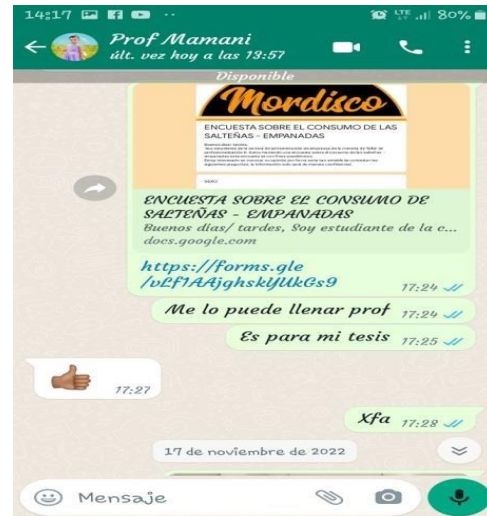 14:17
LTE
80%
Prof Mamani
últ. vez hoy a las 13:57
Disponible
Mordisco
ENCUESTA SOBRE EL CONSUMO DE LAS
SALTEÑAS - EMPANADAS
ENCUESTA SOBRE EL CONSUMO DE
SALTEÑAS - EMPANADAS
Buenos días/ tardes, Soy estudiante de la c...
docs.google.com
https://forms.gle
17:24
Me lo puede llenar prof 17:24
Es para mi tesis 17:25
17:27
Xfa 17:28
17 de noviembre de 2022
Mensaje